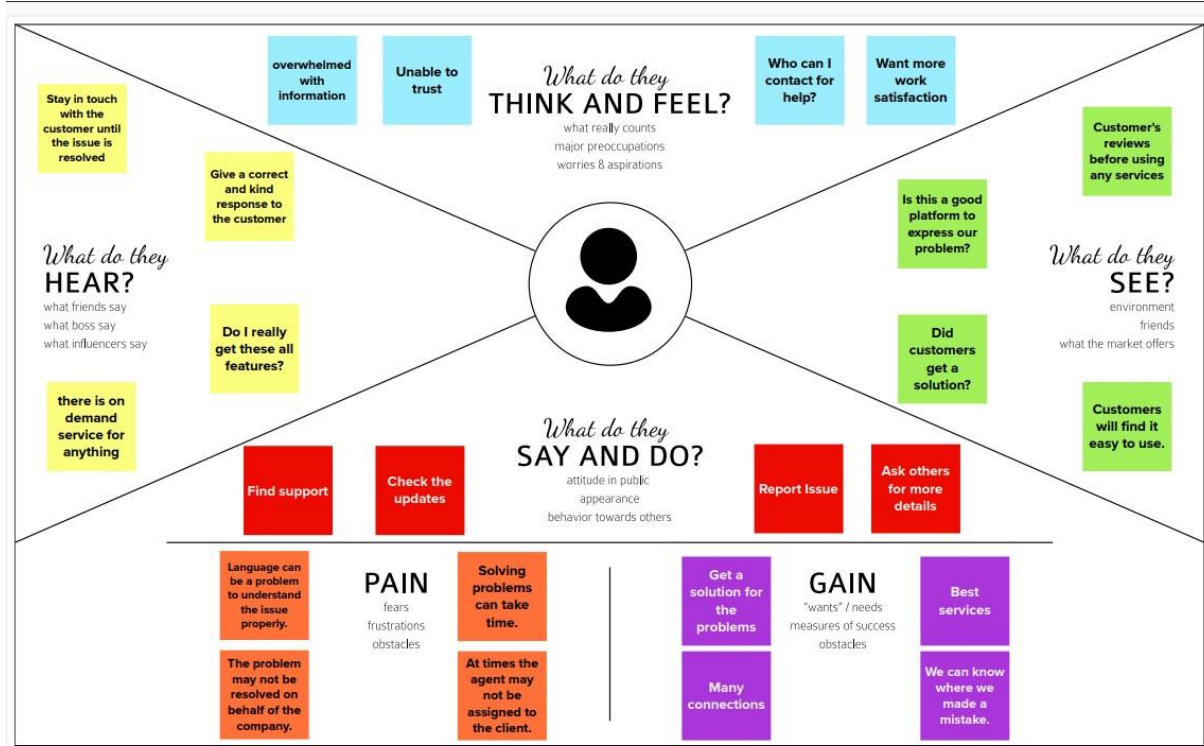 overwhelmed
with
information
Unable to
trust
What do they
THINK AND FEEL?
what really counts
major preoccupations
worries & aspirations
Who can I
contact for
help?
Want more
work
satisfaction
Stay in touch
with the
customer until
the issue is
resolved
Give a correct
and kind
response to
the customer
What do they
HEAR?
what friends say
what boss say
what influencers say
Do I really
get these all
features?
there is on
demand
service for
anything
Customer's
reviews
before using
any services
Is this a good
platform to
express our
problem?
What do they
SEE?
environment
friends
what the market offers
Did
customers
get a
solution?
Customers
will find it
easy to use.
What do they
SAY AND DO?
attitude in public
appearance
behavior towards others
Find support
Check the
updates
Report Issue
Ask others
for more
details
Language can
be a problem
to understand
the issue
properly.
PAIN
fears
frustrations
obstacles
Solving
problems
can take
time.
The problem
may not be
resolved on
behalf of the
company.
At times the
agent may
not be
assigned to
the client.
Get a
solution for
the
problems
GAIN
"wants" / needs
measures of success
obstacles
Best
services
Many
connections
We can know
where we
made a
mistake.